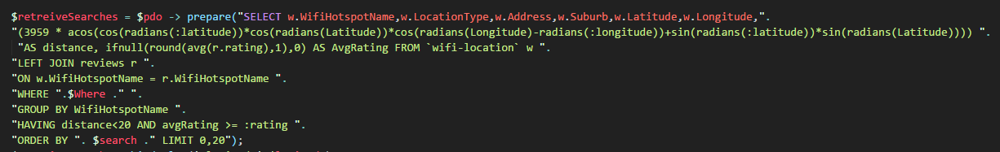 $retreiveSearches = $pdo -> prepare("SELECT w.WifiHotspotName,w.LocationType,w.Address,w.Suburb,w.Latitude,w.Longitude,".
"(3959 * acos(cos(radians(:latitude))*cos(radians(Latitude))*cos(radians(Longitude)-radians(:longitude))+sin(radians(:latitude))*sin(radians(Latitude)))) ".
"AS distance, ifnull(round(avg(r.rating),1),0) AS AvgRating FROM `wifi-location` w ".
"LEFT JOIN reviews r ".
"ON w.WifiHotspotName = r.WifiHotspotName ".
"WHERE ".$Where ." ".
"GROUP BY WifiHotspotName ".
"HAVING distance<20 AND avgRating >= :rating ".
"ORDER BY ". $search ." LIMIT 0,20");